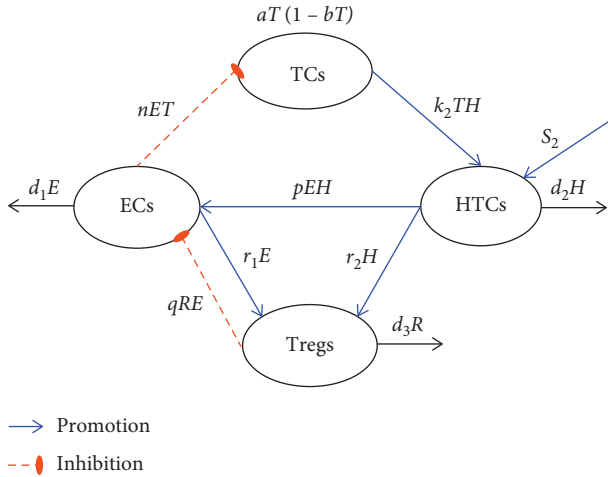 aT (1 – bT)
TCs
nET
k₂TH
S₂
d₁E
ECs
pEH
HTCs
d₂H
r₁E
r₂H
qRE
Tregs
d₃R
Promotion
Inhibition